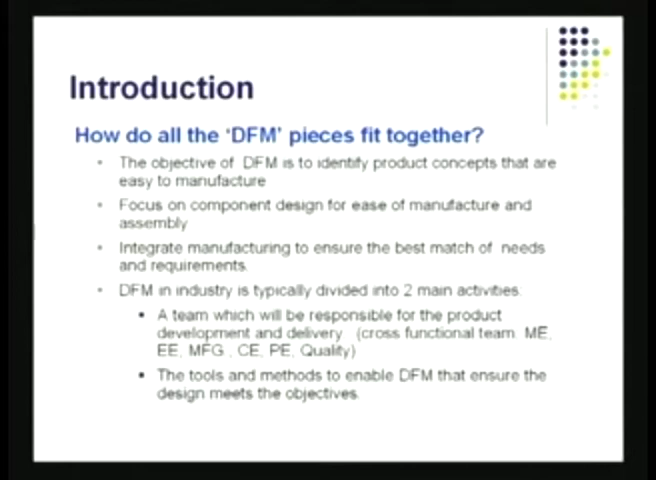 Introduction
How do all the 'DFM' pieces fit together?
The objective of DFM is to identify product concepts that are
easy to manufacture
Focus on component design for ease of manufacture and
assembly
Integrate manufacturing to ensure the best match of needs
and requirements.
DFM in industry is typically divided into 2 main activities:
A team which will be responsible for the product
development and delivery (cross functional team ME,
EE, MFG , CE, PE, Quality)
The tools and methods to enable DFM that ensure the
design meets the objectives.